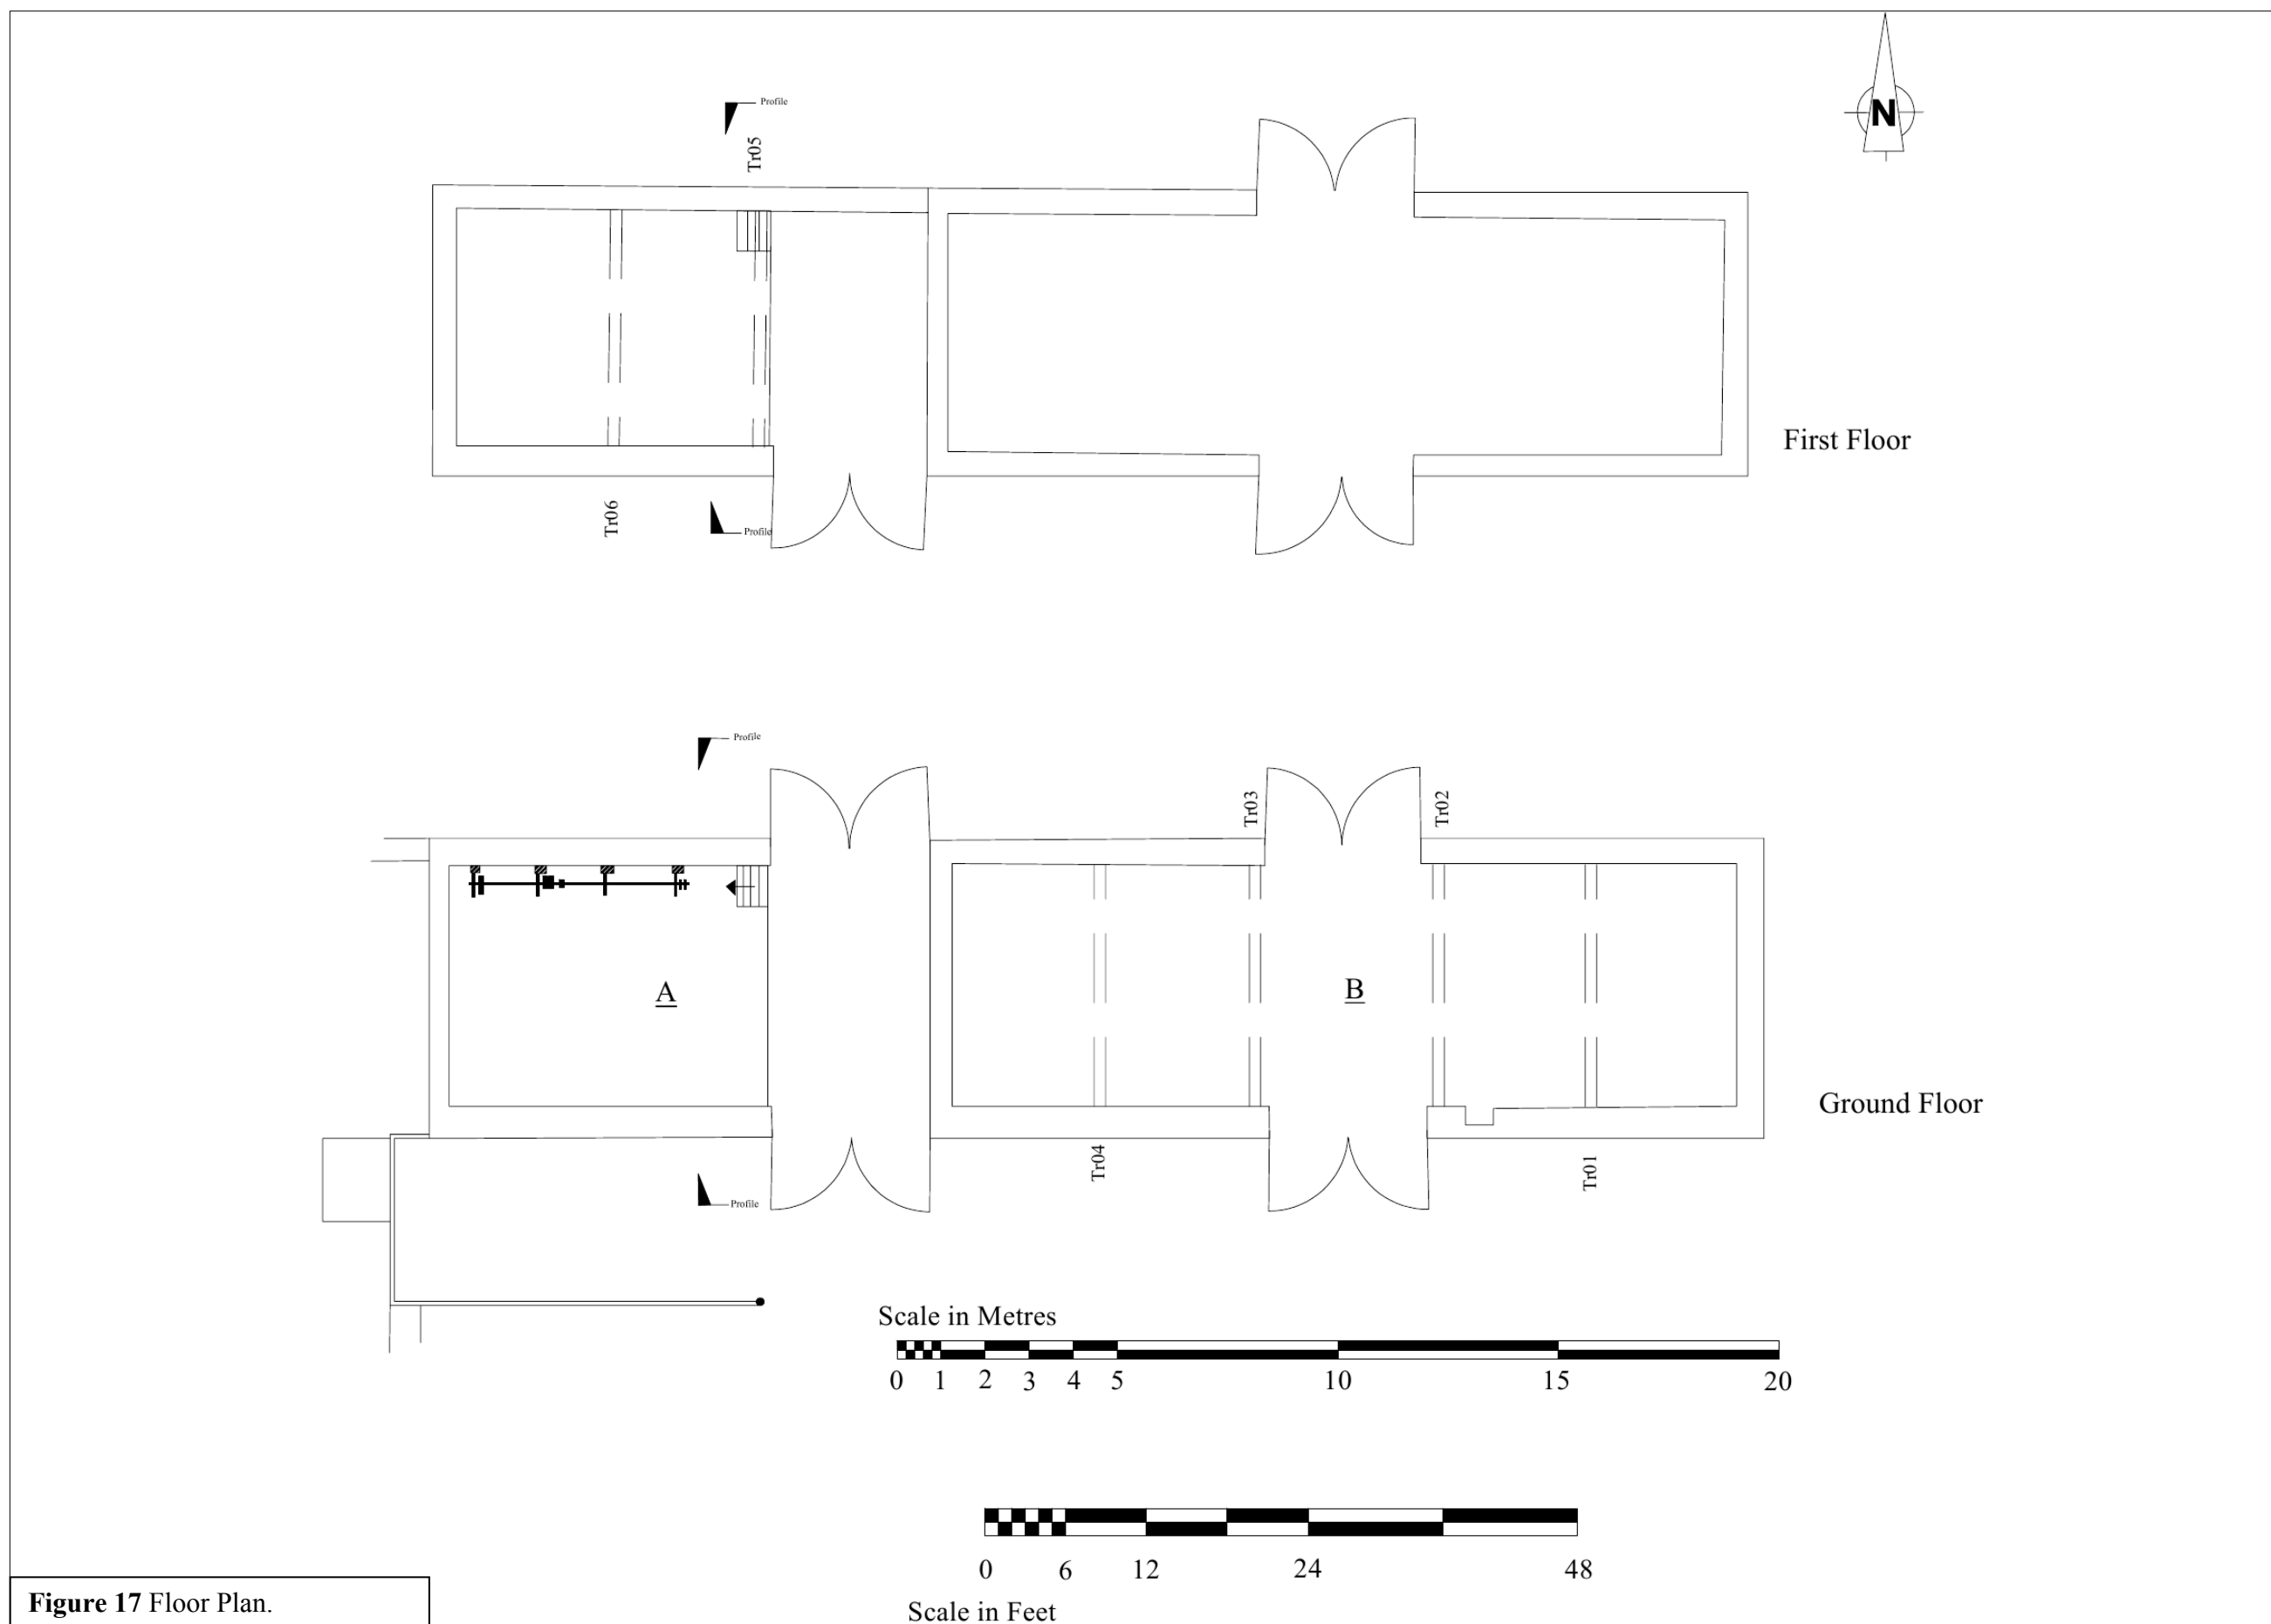 Profile
N
Tr05
First Floor
Tr06
Profile
Profile
Tr03
Tr02
A
B
Ground Floor
Tr04
Tr01
Profile
Scale in Metres
0 1 2 3 4 5 10 15 20
0 6 12 24 48
Scale in Feet
Figure 17 Floor Plan.